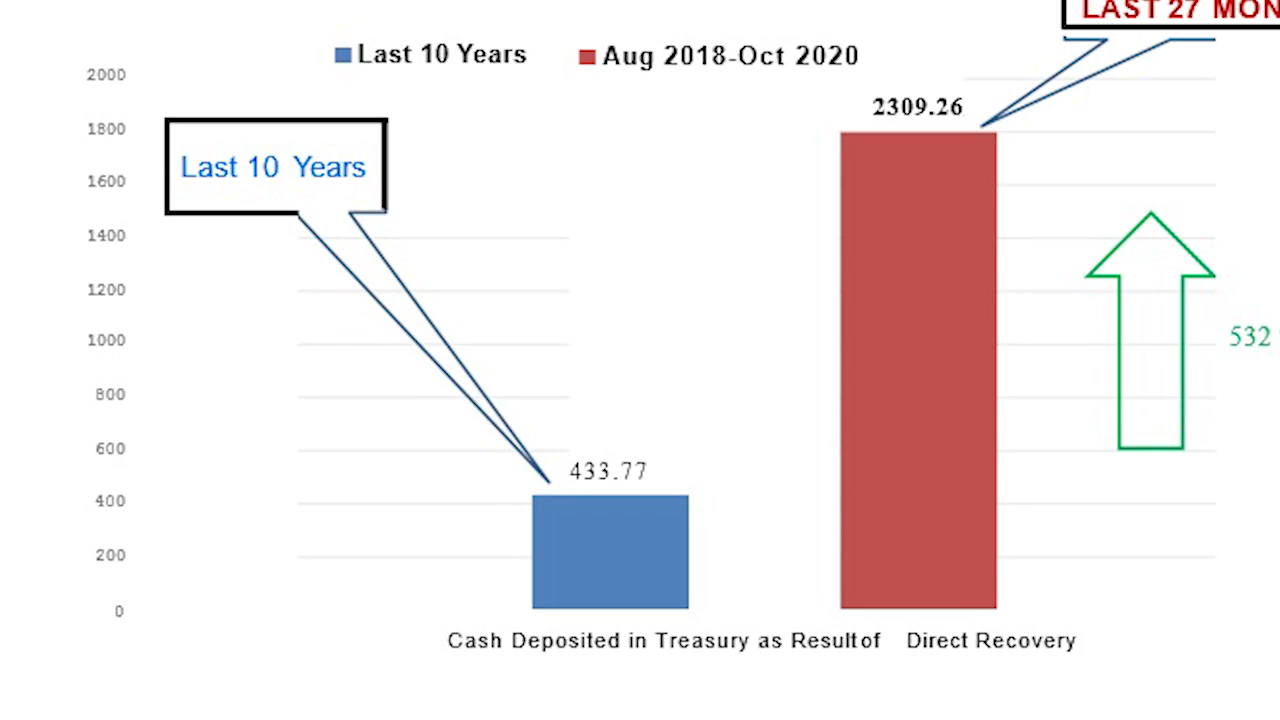 LAST 27 MON
Last 10 Years
Aug 2018-Oct 2020
2000
1800
1600
1400
1200
1000
800
600
400
200
0
Last 10 Years
2309.26
532
433.77
Cash Deposited in Treasury as Result of Direct Recovery